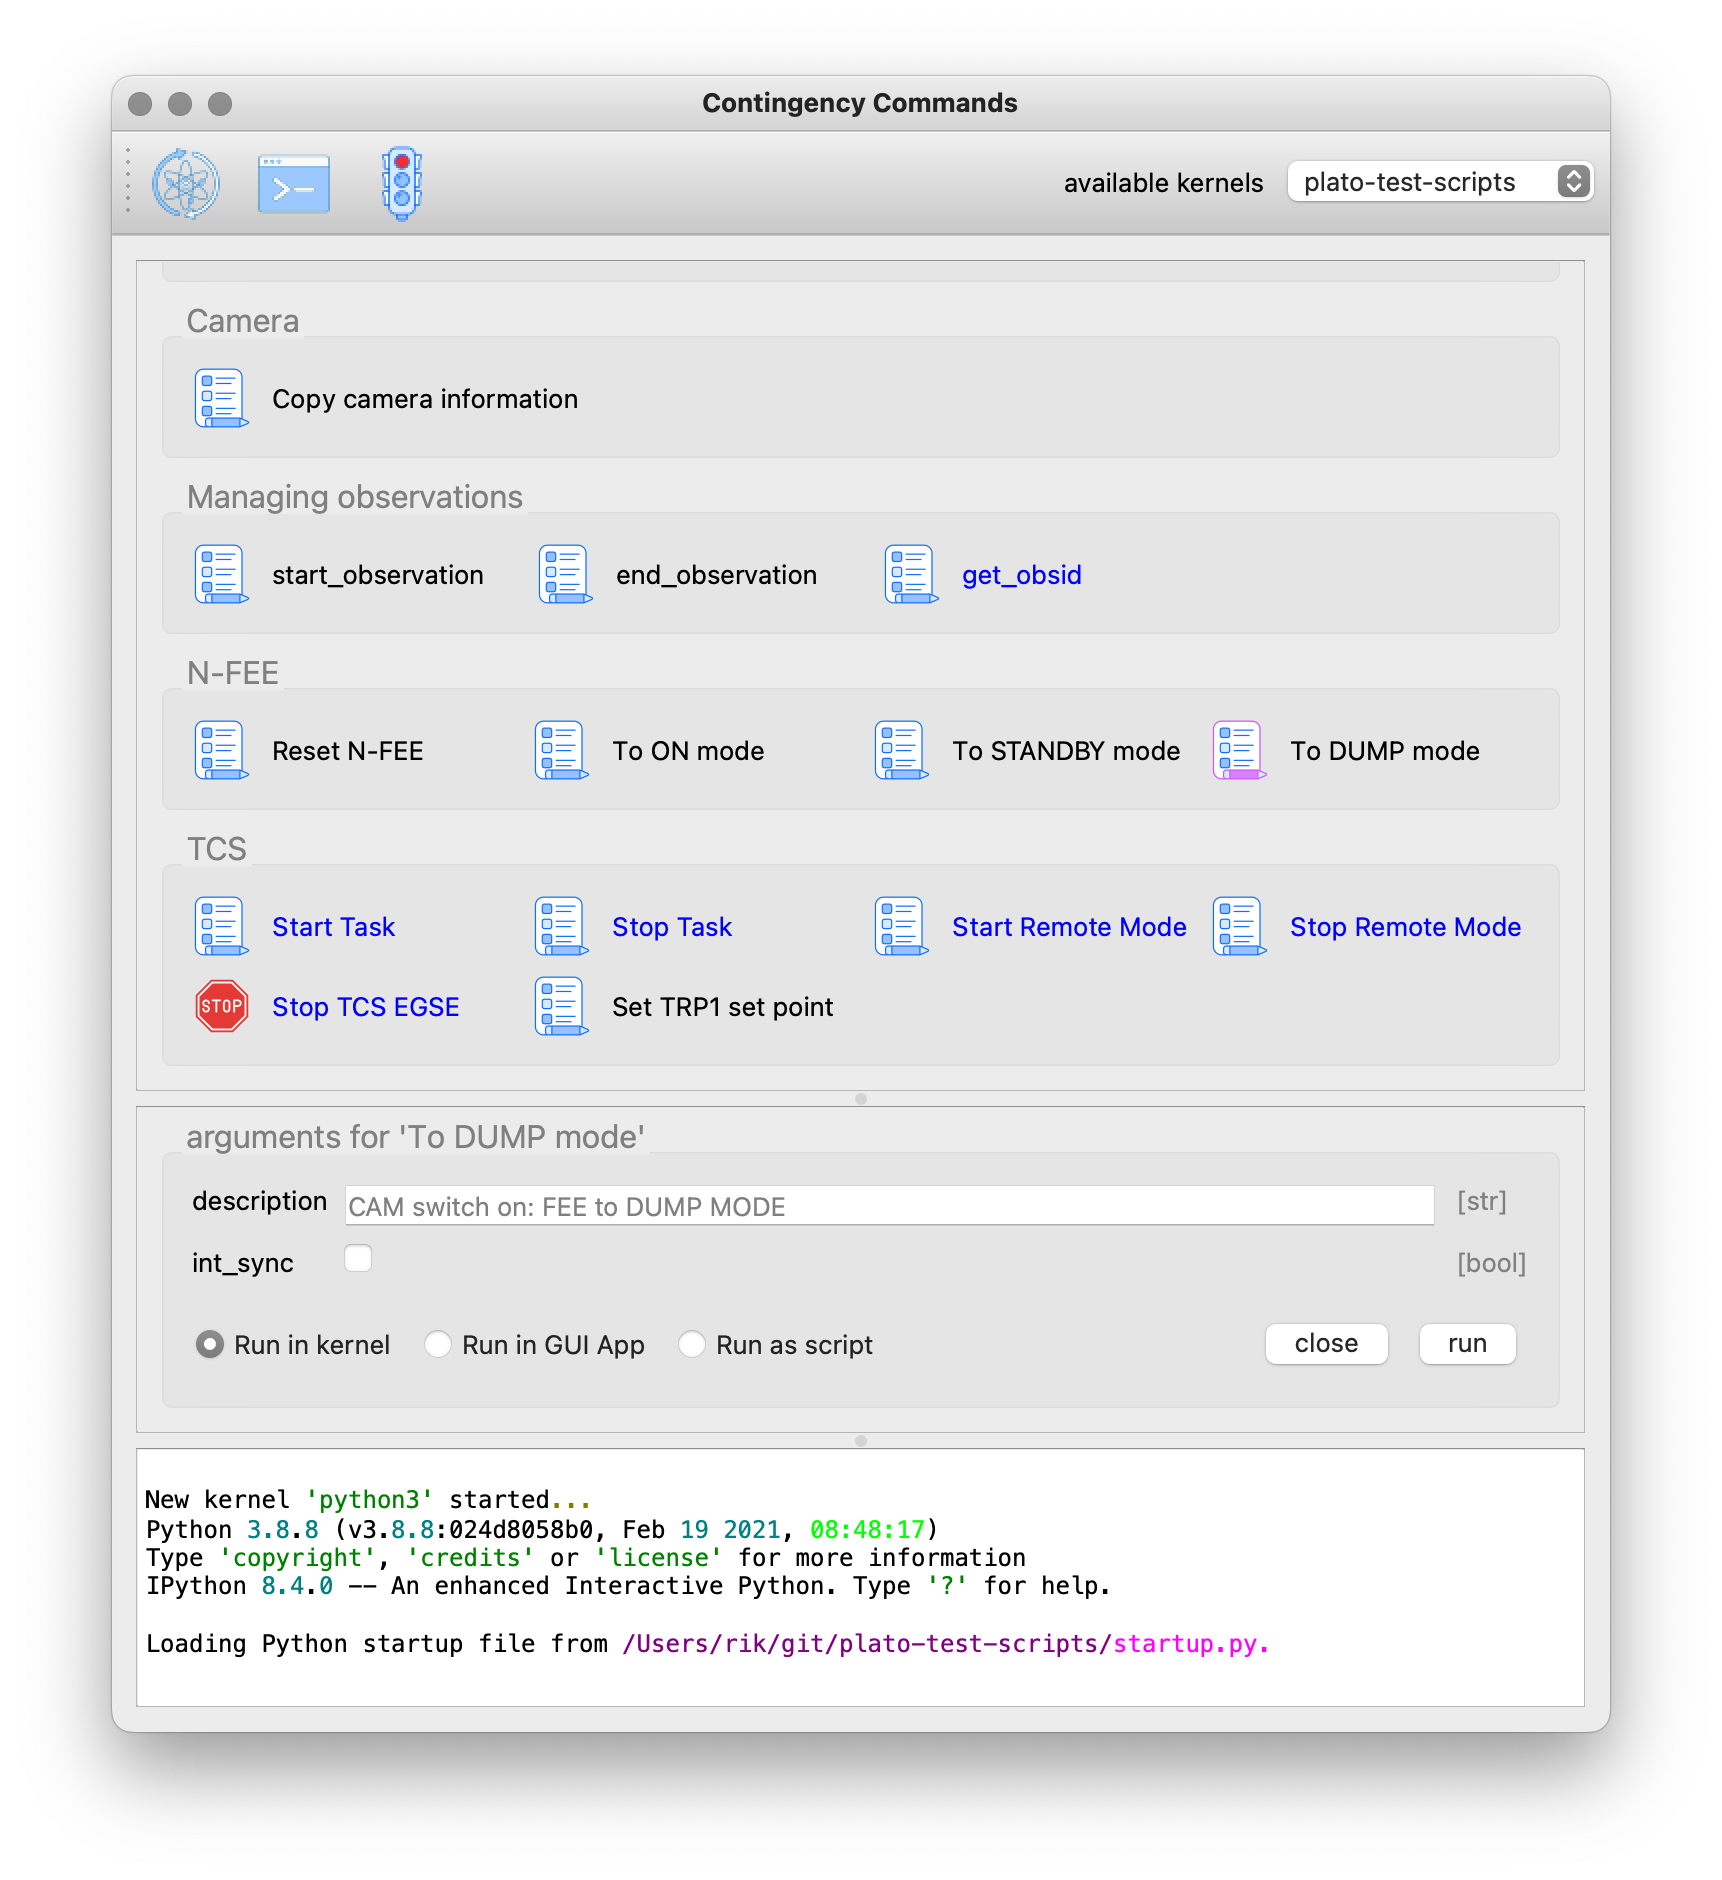 Contingency Commands
available kernels plato-test-scripts
Camera
Copy camera information
Managing observations
start_observation end_observation get_obsid
N-FEE
Reset N-FEE To ON mode To STANDBY mode To DUMP mode
TCS
Start Task Stop Task Start Remote Mode Stop Remote Mode
STOP Stop TCS EGSE Set TRP1 set point
arguments for 'To DUMP mode'
description CAM switch on: FEE to DUMP MODE [str]
int_sync [bool]
Run in kernel Run in GUI App Run as script close run
New kernel 'python3' started...
Python 3.8.8 (v3.8.8:024d8058b0, Feb 19 2021, 08:48:17)
Type 'copyright', 'credits' or 'license' for more information
IPython 8.4.0 -- An enhanced Interactive Python. Type '?' for help.
Loading Python startup file from /Users/rik/git/plato-test-scripts/startup.py.